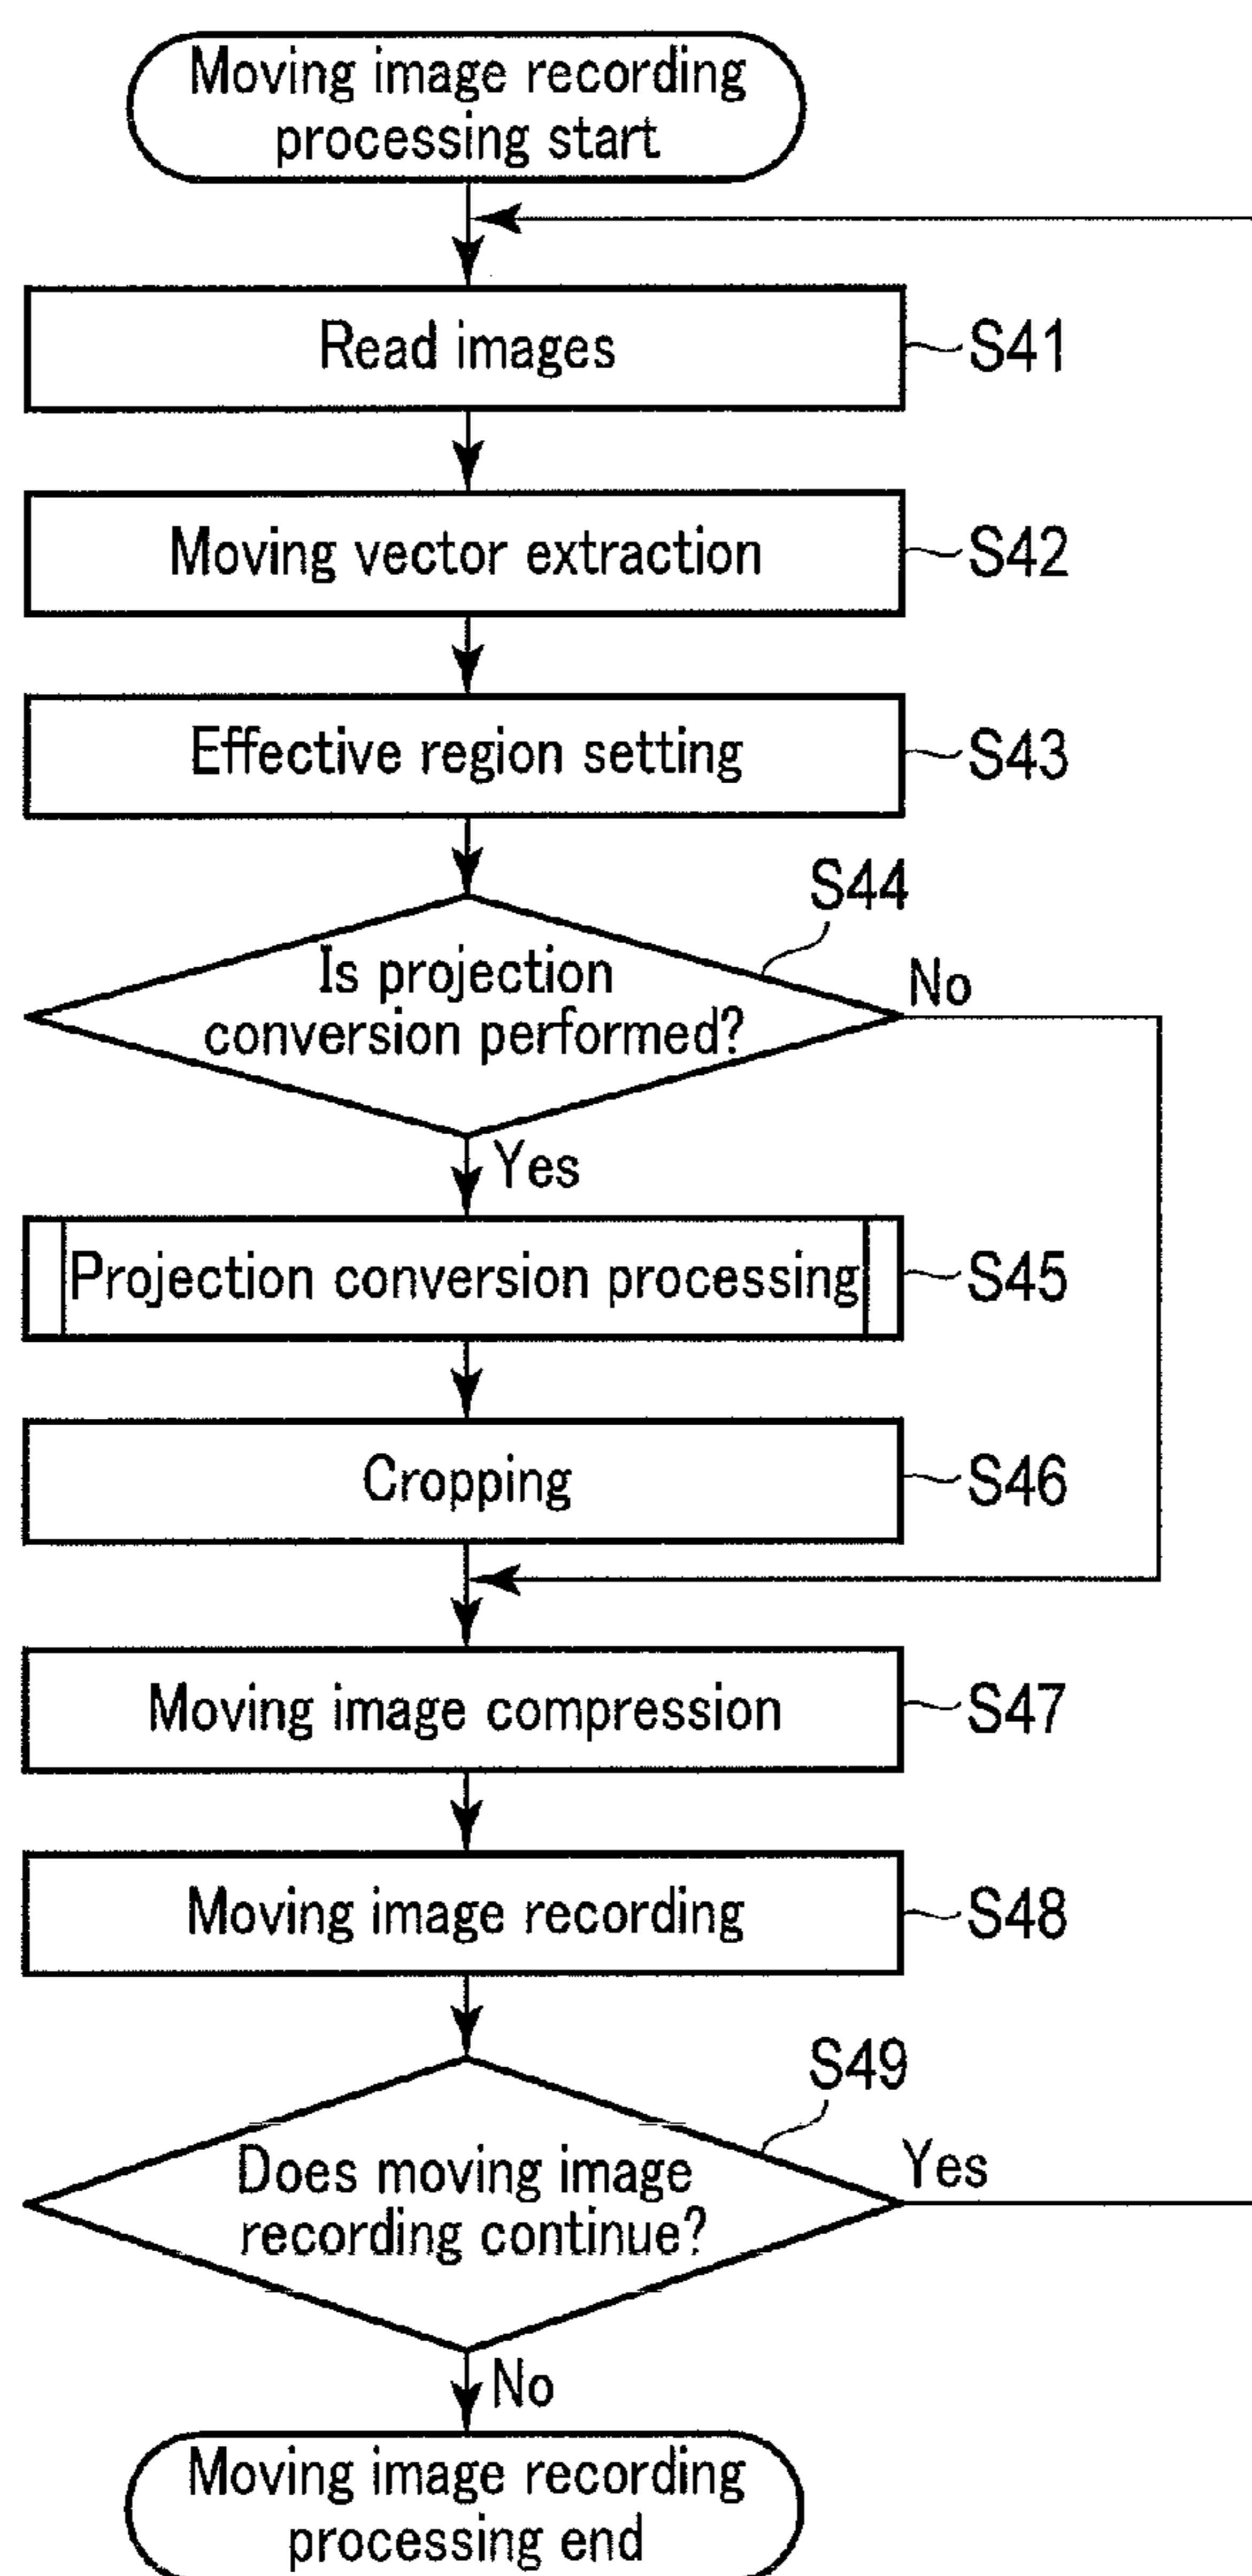 Moving image recording
processing start
Read images
S41
Moving vector extraction
S42
Effective region setting
S43
S44
Is projection
conversion performed?
No
Yes
Projection conversion processing
S45
Cropping
S46
Moving image compression
S47
Moving image recording
S48
S49
Does moving image
recording continue?
Yes
No
Moving image recording
processing end